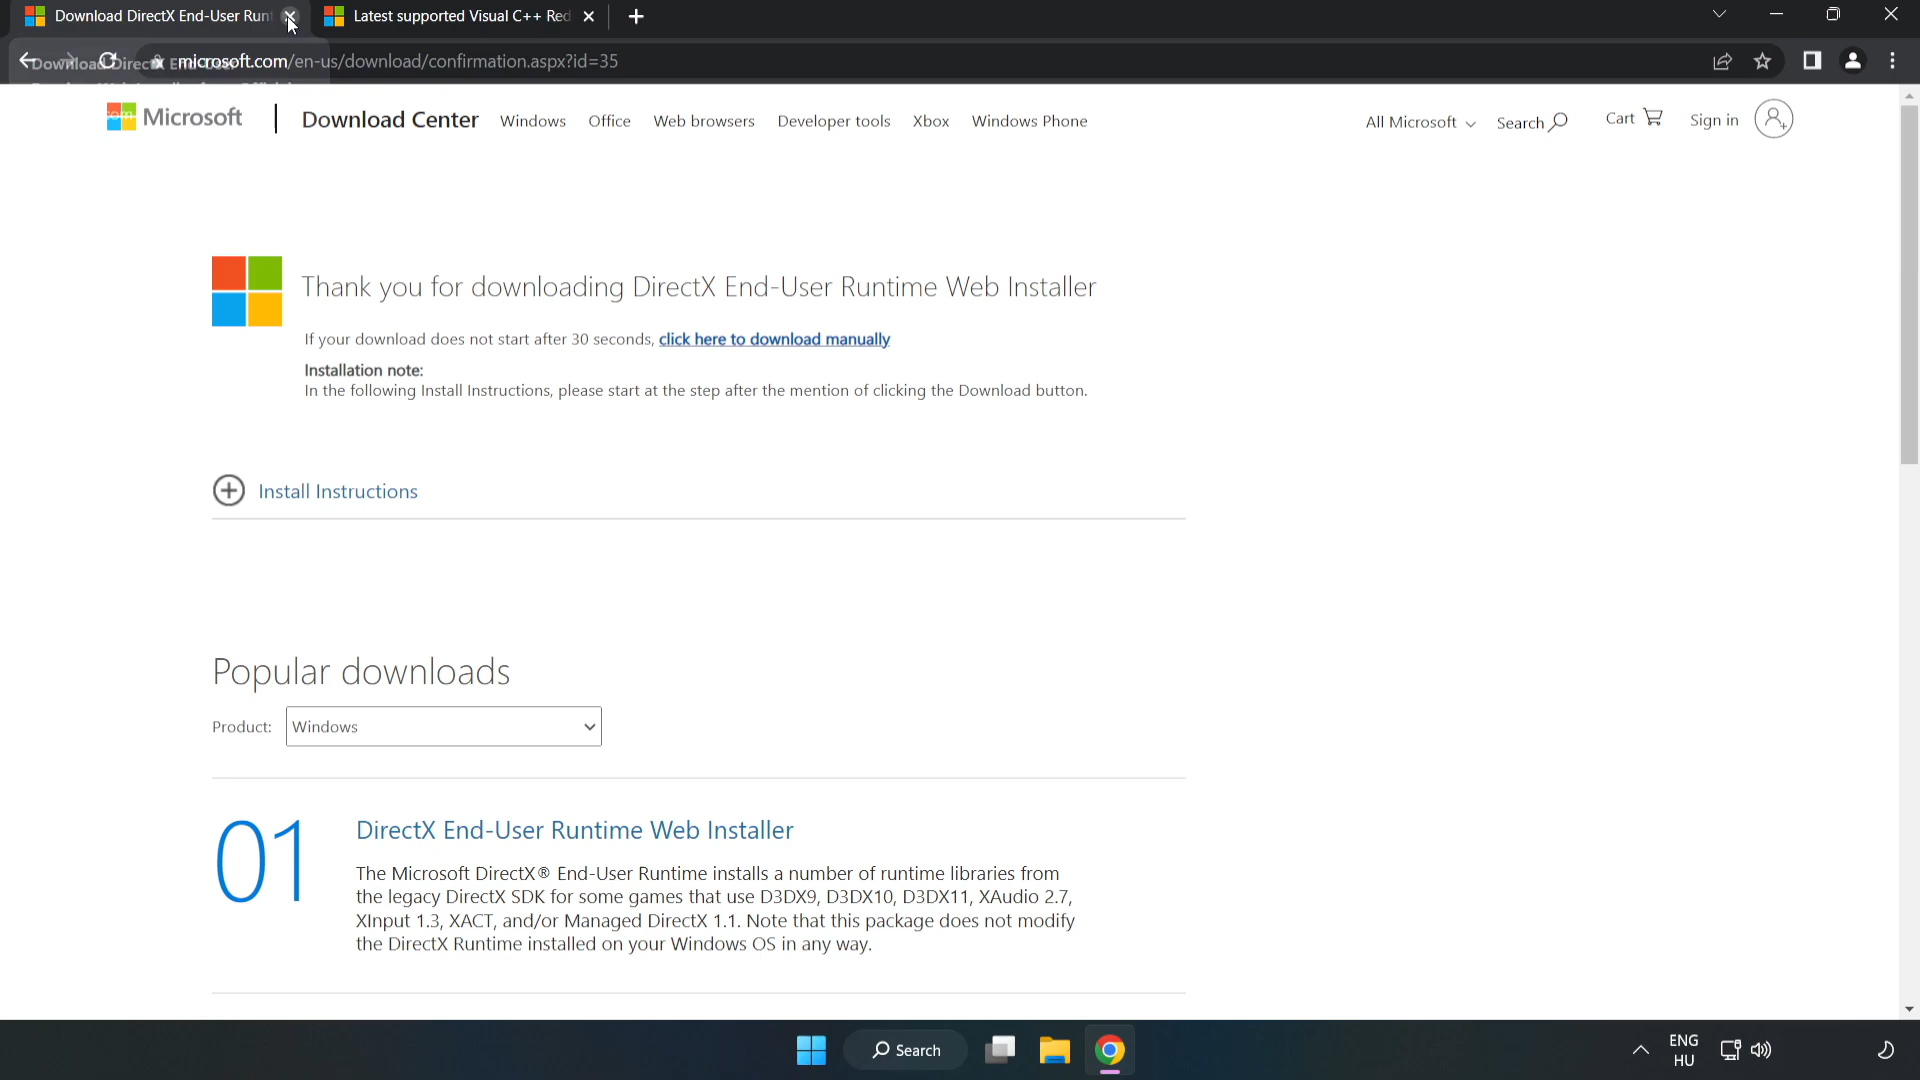 Download DirectX End-User Runt
Latest supported Visual C++ Red
microsoft.com/en-us/download/confirmation.aspx?id=35
Download DirectX End-User
Microsoft
Download Center
Windows
Office
Web browsers
Developer tools
Xbox
Windows Phone
All Microsoft
Search
Cart
Sign in
Thank you for downloading DirectX End-User Runtime Web Installer
If your download does not start after 30 seconds, click here to download manually
Installation note:
In the following Install Instructions, please start at the step after the mention of clicking the Download button.
Install Instructions
Popular downloads
Product: Windows
01
DirectX End-User Runtime Web Installer
The Microsoft DirectX® End-User Runtime installs a number of runtime libraries from
the legacy DirectX SDK for some games that use D3DX9, D3DX10, D3DX11, XAudio 2.7,
XInput 1.3, XACT, and/or Managed DirectX 1.1. Note that this package does not modify
the DirectX Runtime installed on your Windows OS in any way.
Search
ENG
HU